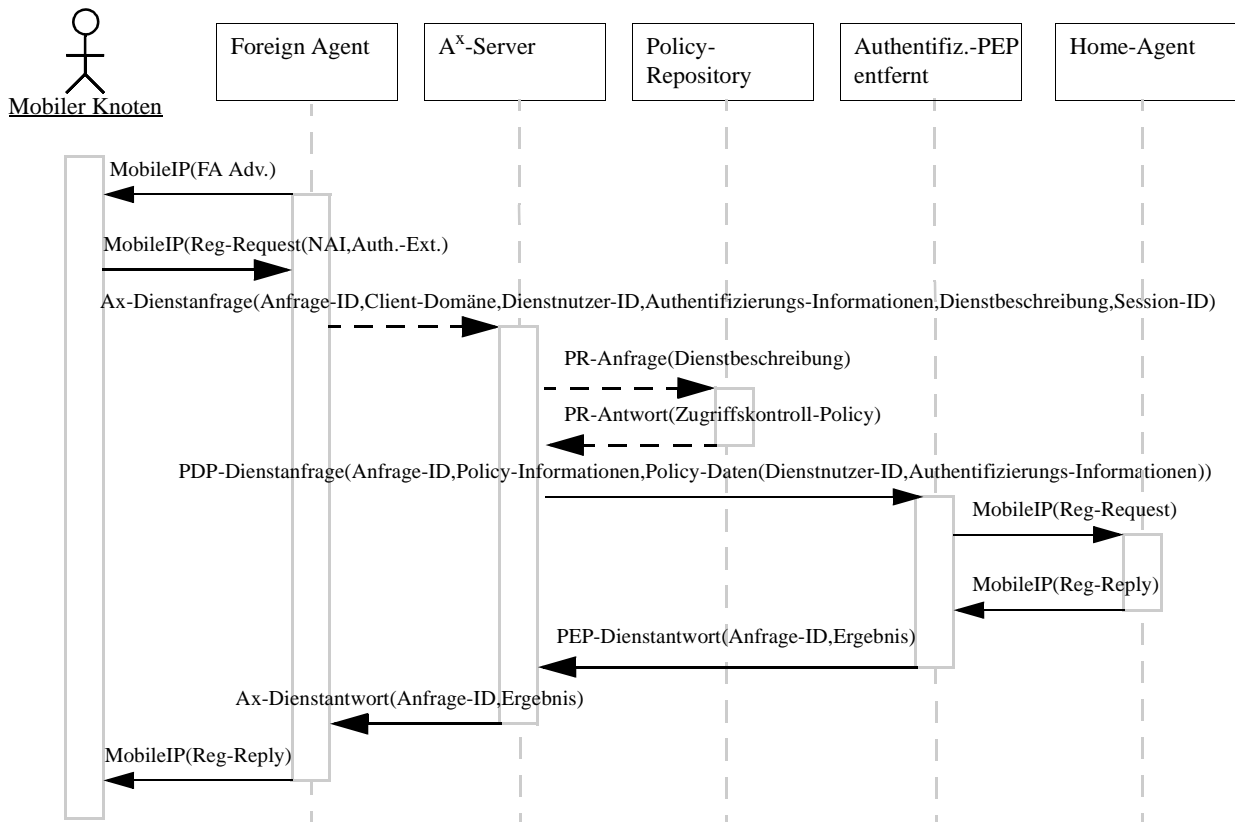 Mobiler Knoten
Foreign Agent
Ax-Server
Policy-
Repository
Authentifiz.-PEP
entfernt
Home-Agent
MobileIP(FA Adv.)
MobileIP(Reg-Request(NAI,Auth.-Ext.)
Ax-Dienstanfrage(Anfrage-ID,Client-Domäne,Dienstnutzer-ID,Authentifizierungs-Informationen,Dienstbeschreibung,Session-ID)
PR-Anfrage(Dienstbeschreibung)
PR-Antwort(Zugriffskontroll-Policy)
PDP-Dienstanfrage(Anfrage-ID,Policy-Informationen,Policy-Daten(Dienstnutzer-ID,Authentifizierungs-Informationen))
MobileIP(Reg-Request)
MobileIP(Reg-Reply)
PEP-Dienstantwort(Anfrage-ID,Ergebnis)
Ax-Dienstantwort(Anfrage-ID,Ergebnis)
MobileIP(Reg-Reply)